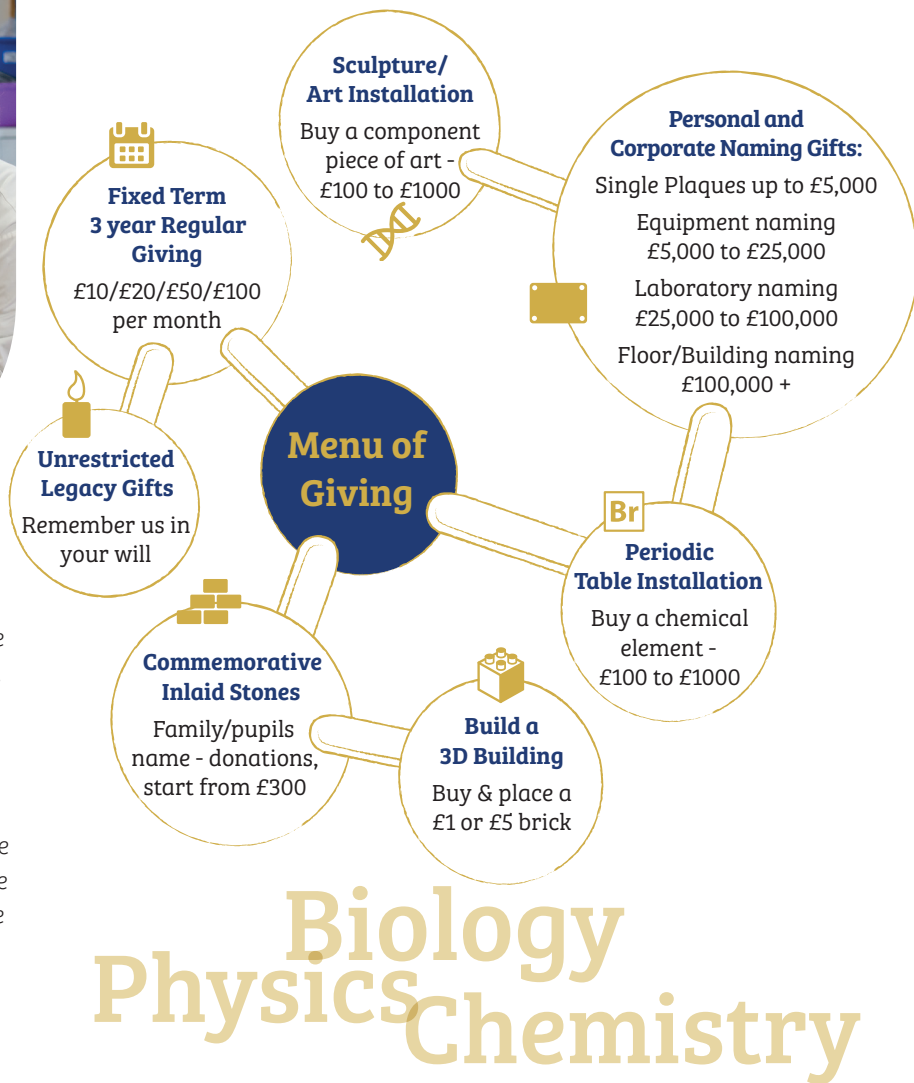 Sculpture/
Art Installation
Buy a component
piece of art -
£100 to £1000
Personal and
Corporate Naming Gifts:
Single Plaques up to £5,000
Equipment naming
£5,000 to £25,000
Laboratory naming
£25,000 to £100,000
Floor/Building naming
£100,000 +
Fixed Term
3 year Regular
Giving
£10/£20/£50/£100
per month
Menu of
Giving
Unrestricted
Legacy Gifts
Remember us in
your will
Br
Periodic
Table Installation
Buy a chemical
element -
£100 to £1000
Commemorative
Inlaid Stones
Family/pupils
name - donations,
start from £300
Build a
3D Building
Buy & place a
£1 or £5 brick
Biology
Physics
Chemistry